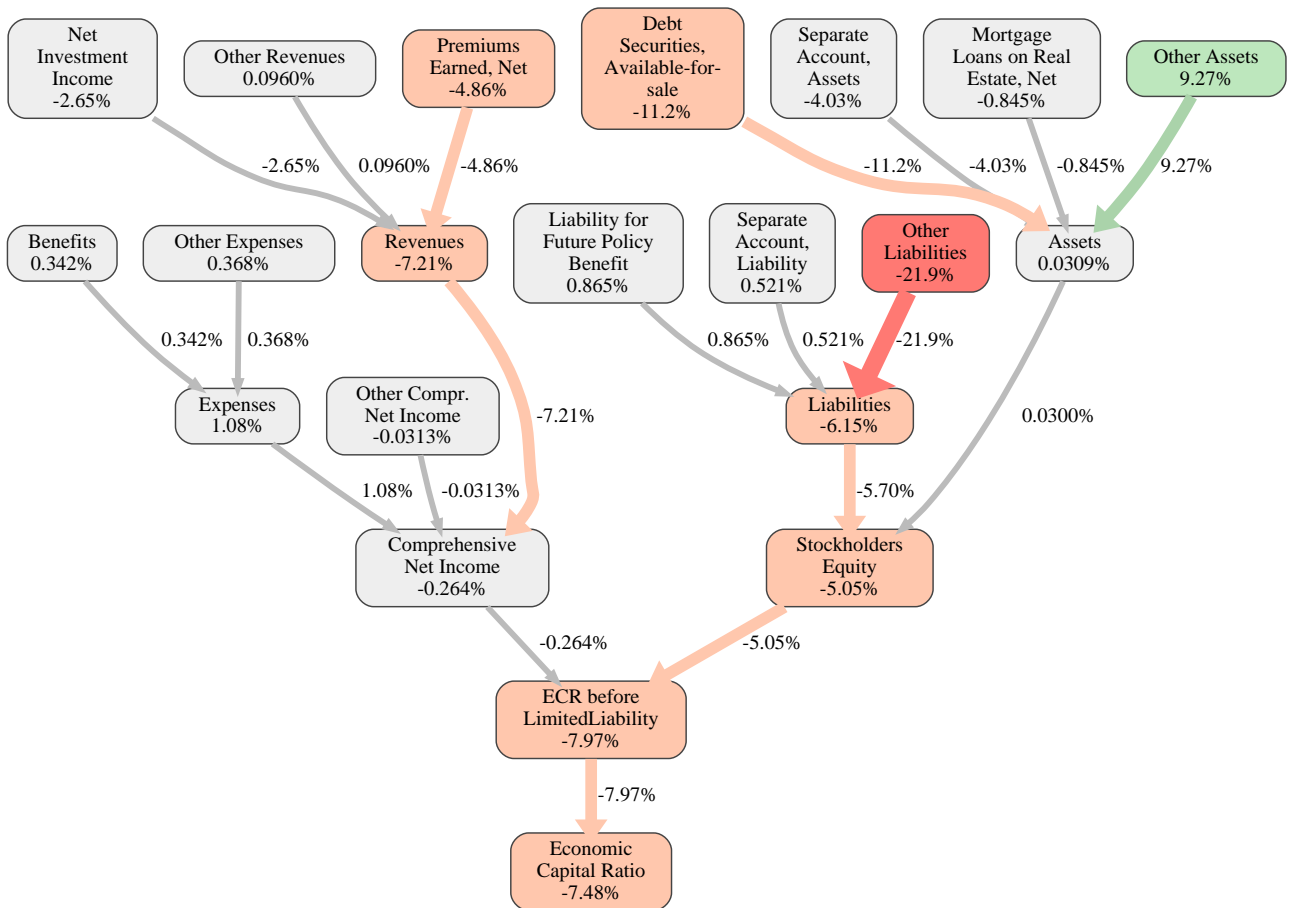 Net
Investment
Income
-2.65%
Other Revenues
0.0960%
Premiums
Earned, Net
-4.86%
Debt
Securities,
Available-for-
sale
-11.2%
Separate
Account,
Assets
-4.03%
Mortgage
Loans on Real
Estate, Net
-0.845%
Other Assets
9.27%
-2.65%
0.0960%
-4.86%
-11.2%
-4.03%
-0.845%
9.27%
Benefits
0.342%
Other Expenses
0.368%
Revenues
-7.21%
Liability for
Future Policy
Benefit
0.865%
Separate
Account,
Liability
0.521%
Other
Liabilities
-21.9%
Assets
0.0309%
0.342%
0.368%
0.865%
0.521%
-21.9%
Expenses
1.08%
Other Compr.
Net Income
-0.0313%
-7.21%
Liabilities
-6.15%
0.0300%
1.08%
-0.0313%
-5.70%
Comprehensive
Net Income
-0.264%
Stockholders
Equity
-5.05%
-0.264%
-5.05%
ECR before
LimitedLiability
-7.97%
-7.97%
Economic
Capital Ratio
-7.48%